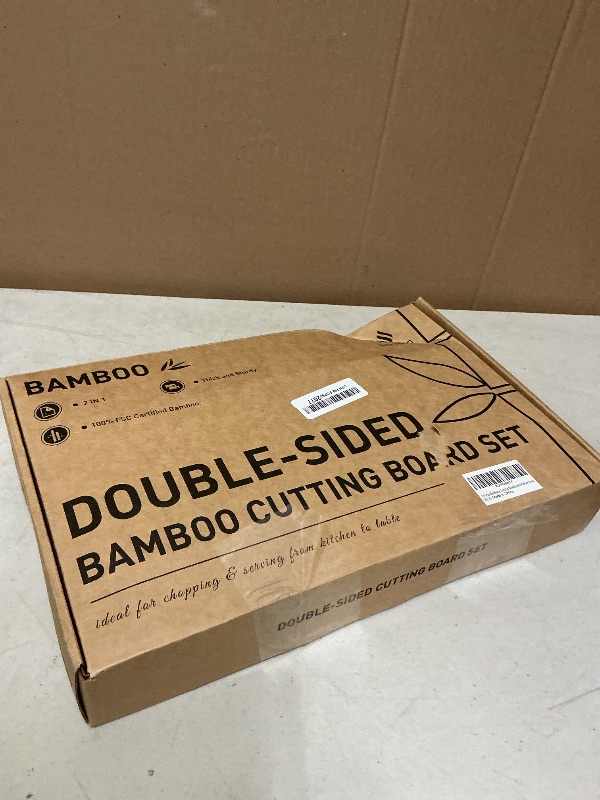 BAMBOO
2 IN 1
Thick and Sturdy
100% FSC Certified Bamboo
DOUBLE-SIDED
BAMBOO CUTTING BOARD SET
ideal for chopping & serving from kitchen to table
DOUBLE-SIDED CUTTING BOARD SET